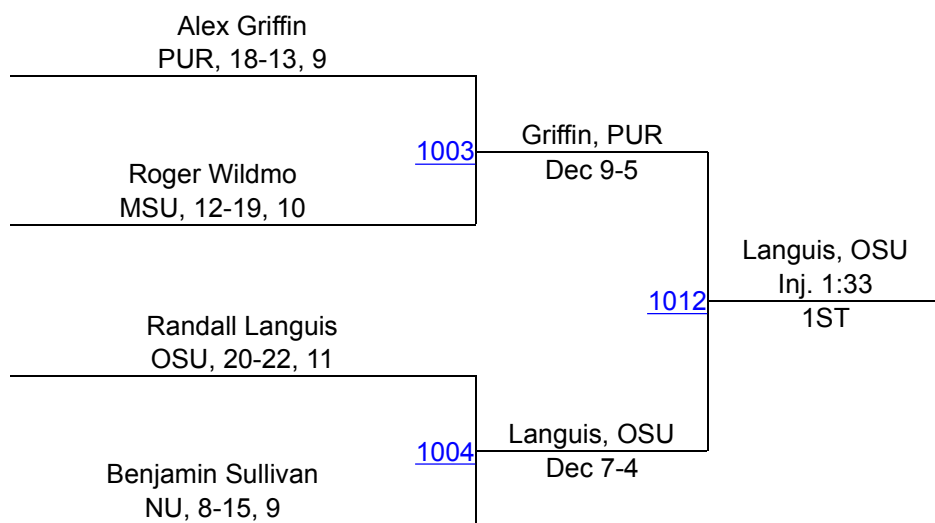 Alex Griffin
PUR, 18-13, 9
1003
Griffin, PUR
Dec 9-5
Roger Wildmo
MSU, 12-19, 10
1012
Languis, OSU
Inj. 1:33
1ST
Randall Languis
OSU, 20-22, 11
1004
Languis, OSU
Dec 7-4
Benjamin Sullivan
NU, 8-15, 9